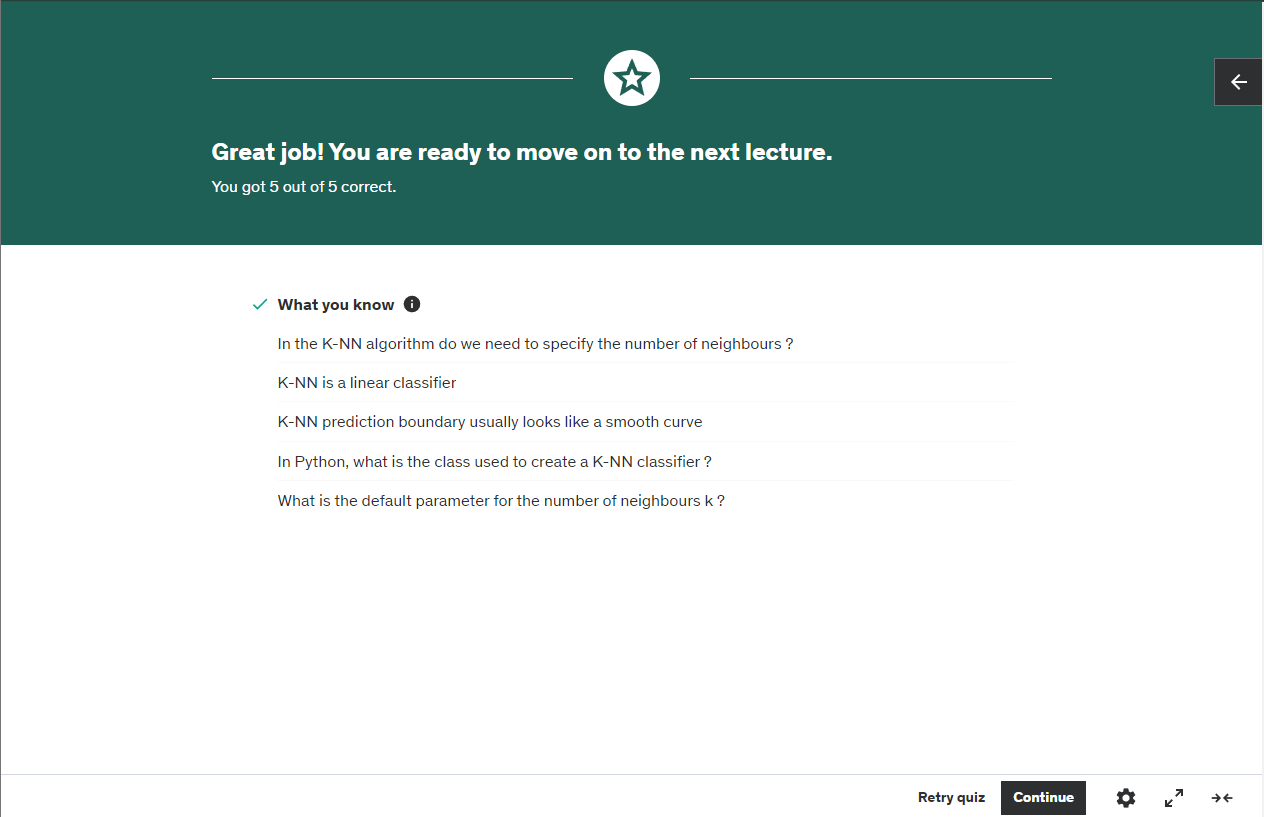 Great job! You are ready to move on to the next lecture.
You got 5 out of 5 correct.
What you know
In the K-NN algorithm do we need to specify the number of neighbours ?
K-NN is a linear classifier
K-NN prediction boundary usually looks like a smooth curve
In Python, what is the class used to create a K-NN classifier ?
What is the default parameter for the number of neighbours k ?
Retry quiz
Continue